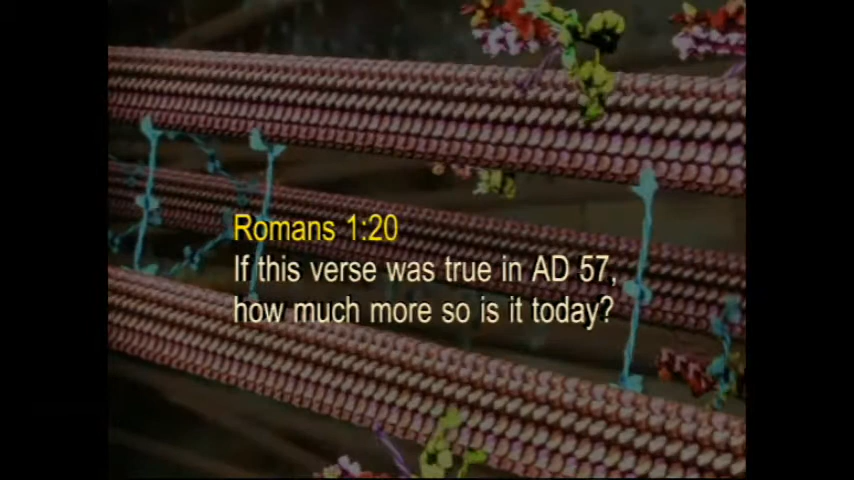 Romans 1:20
If this verse was true in AD 57,
how much more so is it today?